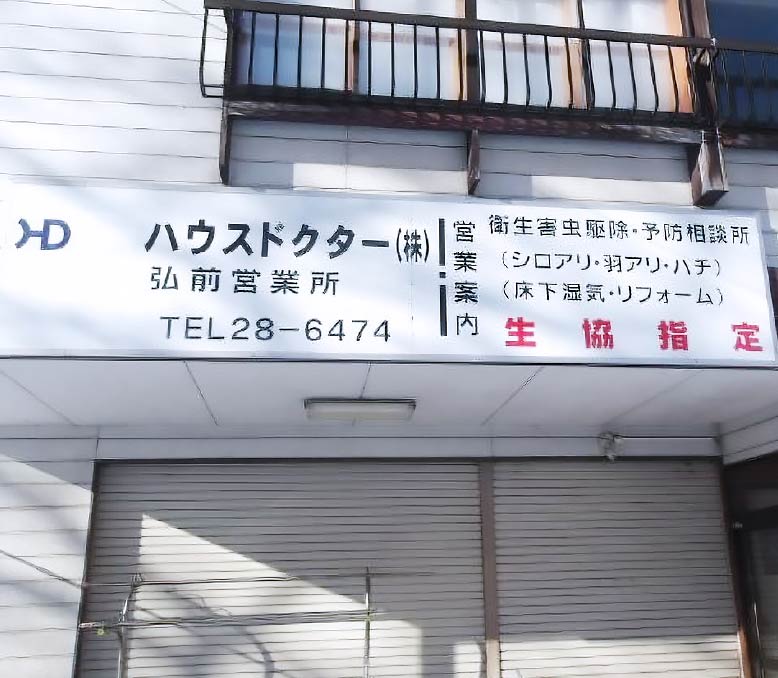 HD
ハウスドクター(株)
弘前営業所
TEL28-6474
営業案内
衛生害虫駆除・予防相談所
(シロアリ・羽アリ・ハチ)
(床下湿気・リフォーム)
生協指定